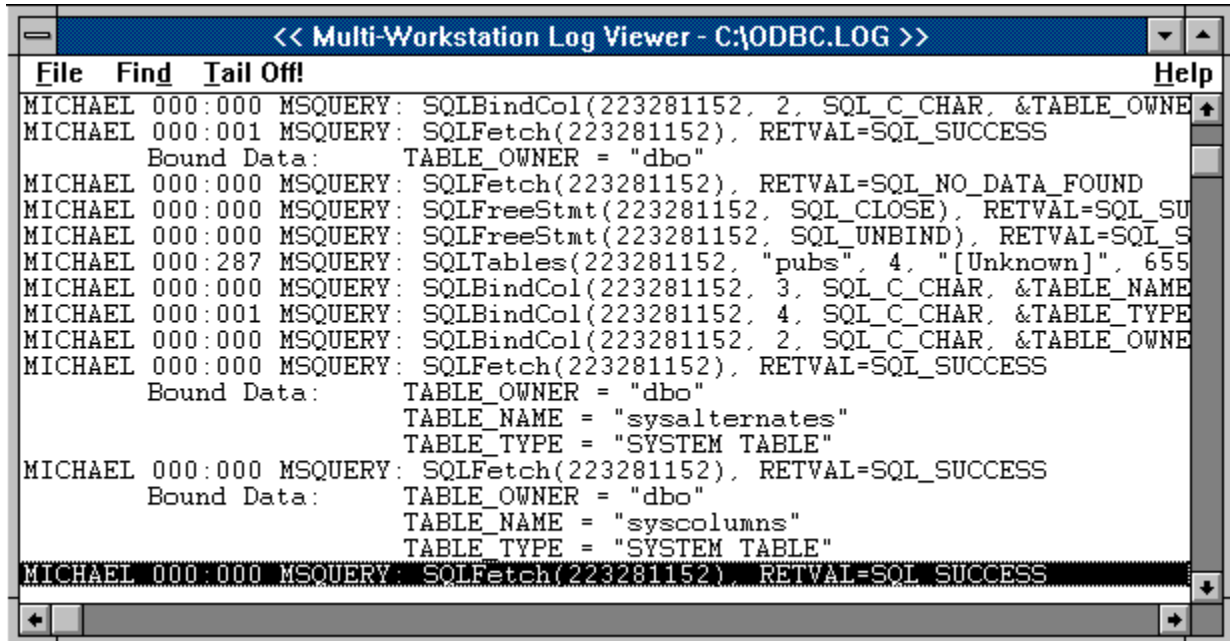 << Multi-Workstation Log Viewer - C:\ODBC.LOG >>
File Find Tail Off! Help
MICHAEL 000:000 MSQUERY: SQLBindCol(223281152, 2, SQL_C_CHAR, &TABLE_OWNE
MICHAEL 000:001 MSQUERY: SQLFetch(223281152), RETVAL=SQL_SUCCESS
Bound Data: TABLE_OWNER = "dbo"
MICHAEL 000:000 MSQUERY: SQLFetch(223281152), RETVAL=SQL_NO_DATA_FOUND
MICHAEL 000:000 MSQUERY: SQLFreeStmt(223281152, SQL_CLOSE), RETVAL=SQL_SU
MICHAEL 000:000 MSQUERY: SQLFreeStmt(223281152, SQL_UNBIND), RETVAL=SQL_S
MICHAEL 000:287 MSQUERY: SQLTables(223281152, "pubs", 4, "[Unknown]", 655
MICHAEL 000:000 MSQUERY: SQLBindCol(223281152, 3, SQL_C_CHAR, &TABLE_NAME
MICHAEL 000:001 MSQUERY: SQLBindCol(223281152, 4, SQL_C_CHAR, &TABLE_TYPE
MICHAEL 000:000 MSQUERY: SQLBindCol(223281152, 2, SQL_C_CHAR, &TABLE_OWNE
MICHAEL 000:000 MSQUERY: SQLFetch(223281152), RETVAL=SQL_SUCCESS
Bound Data: TABLE_OWNER = "dbo"
TABLE_NAME = "sysalternates"
TABLE_TYPE = "SYSTEM TABLE"
MICHAEL 000:000 MSQUERY: SQLFetch(223281152), RETVAL=SQL_SUCCESS
Bound Data: TABLE_OWNER = "dbo"
TABLE_NAME = "syscolumns"
TABLE_TYPE = "SYSTEM TABLE"
MICHAEL 000:000 MSQUERY: SQLFetch(223281152), RETVAL=SQL_SUCCESS